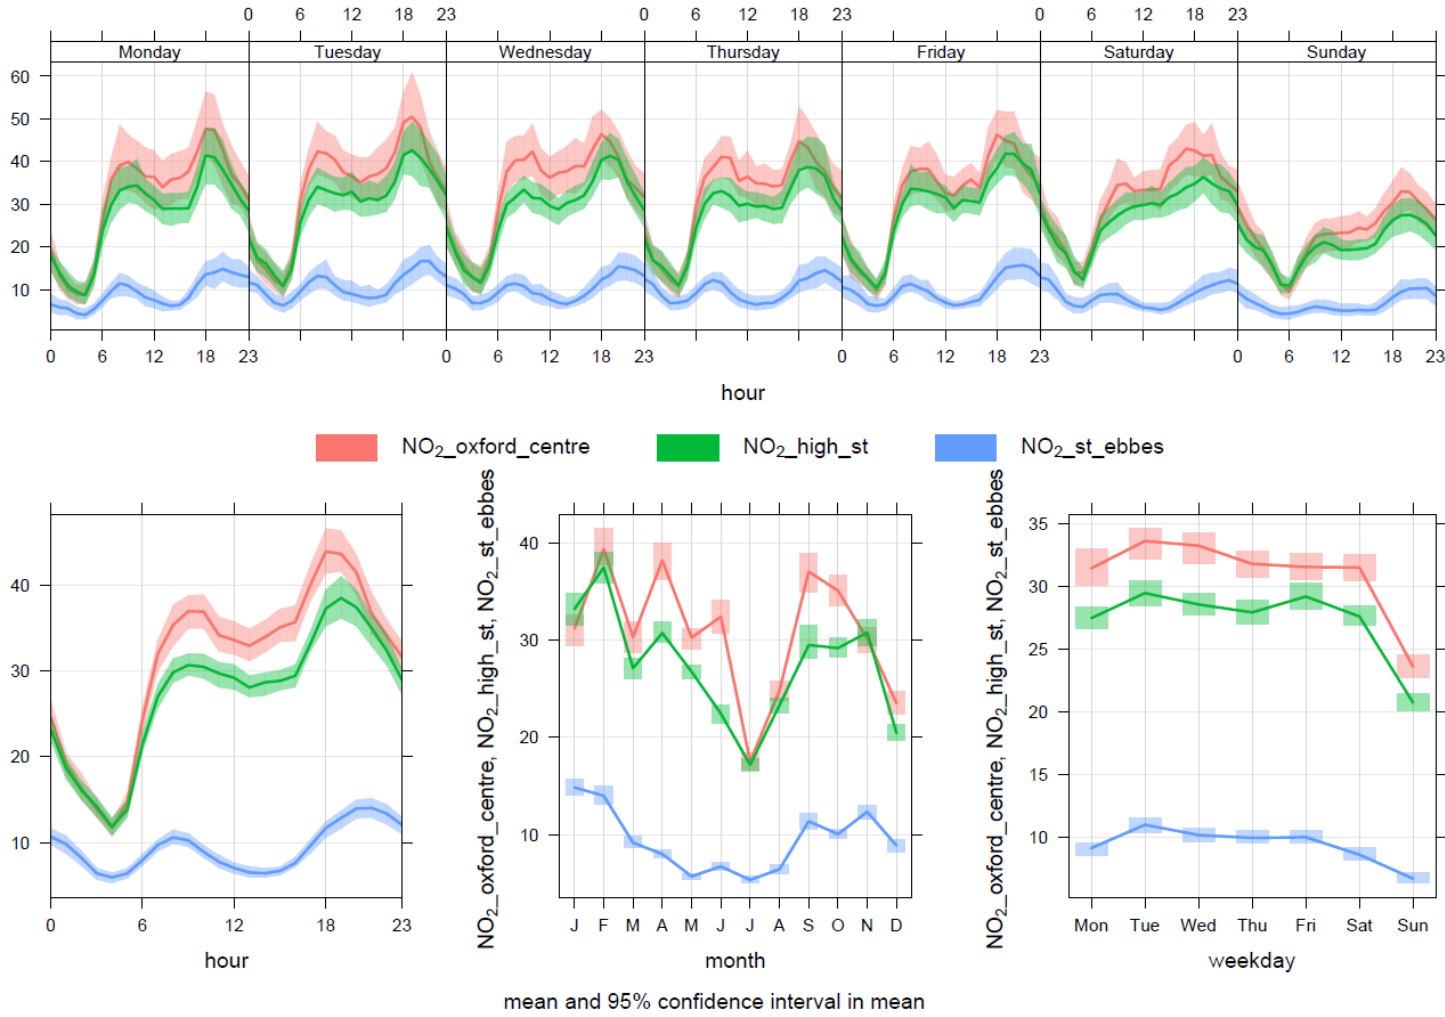 0 6 12 18 23 0 6 12 18 23 0 6 12 18 23
Monday Tuesday Wednesday Thursday Friday Saturday Sunday
60
50
40
30
20
10
0 6 12 18 0 6 12 18 0 6 12 18 23 0 6 12 18 23
hour
NO2_oxford_centre NO2_high_st NO2_st_ebbes
40
30
20
10
0 6 12 18 23
hour
NO2_oxford_centre, NO2_high_st, NO2_st_ebbes
40
30
20
10
J F M A M J J A S O N D
month
NO2_oxford_centre, NO2_high_st, NO2_st_ebbes
35
30
25
20
15
10
Mon Tue Wed Thu Fri Sat Sun
weekday
mean and 95% confidence interval in mean